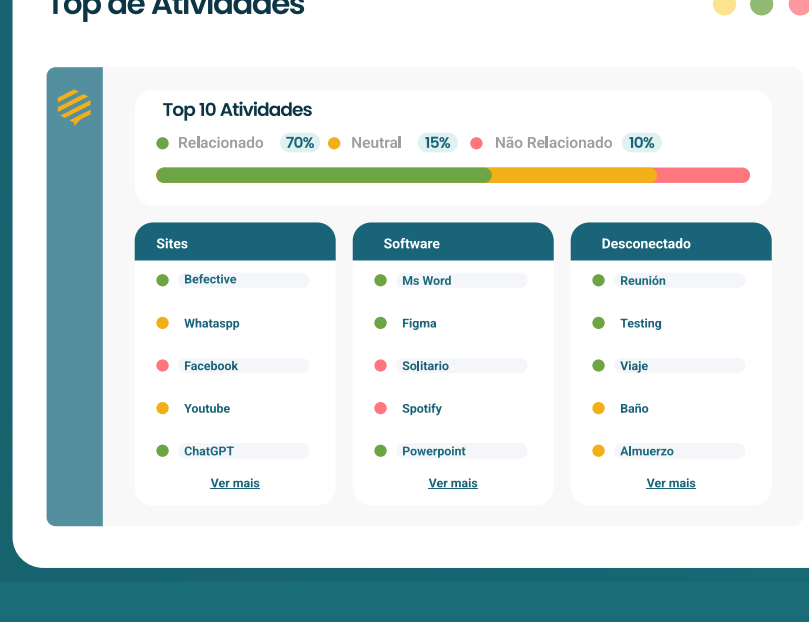 Top de Atividades
Top 10 Atividades
Relacionado 70% Neutral 15% Não Relacionado 10%
Sites
Befective
Whataspp
Facebook
Youtube
ChatGPT
Ver mais
Software
Ms Word
Figma
Solitario
Spotify
Powerpoint
Ver mais
Desconectado
Reunión
Testing
Viaje
Baño
Almuerzo
Ver mais